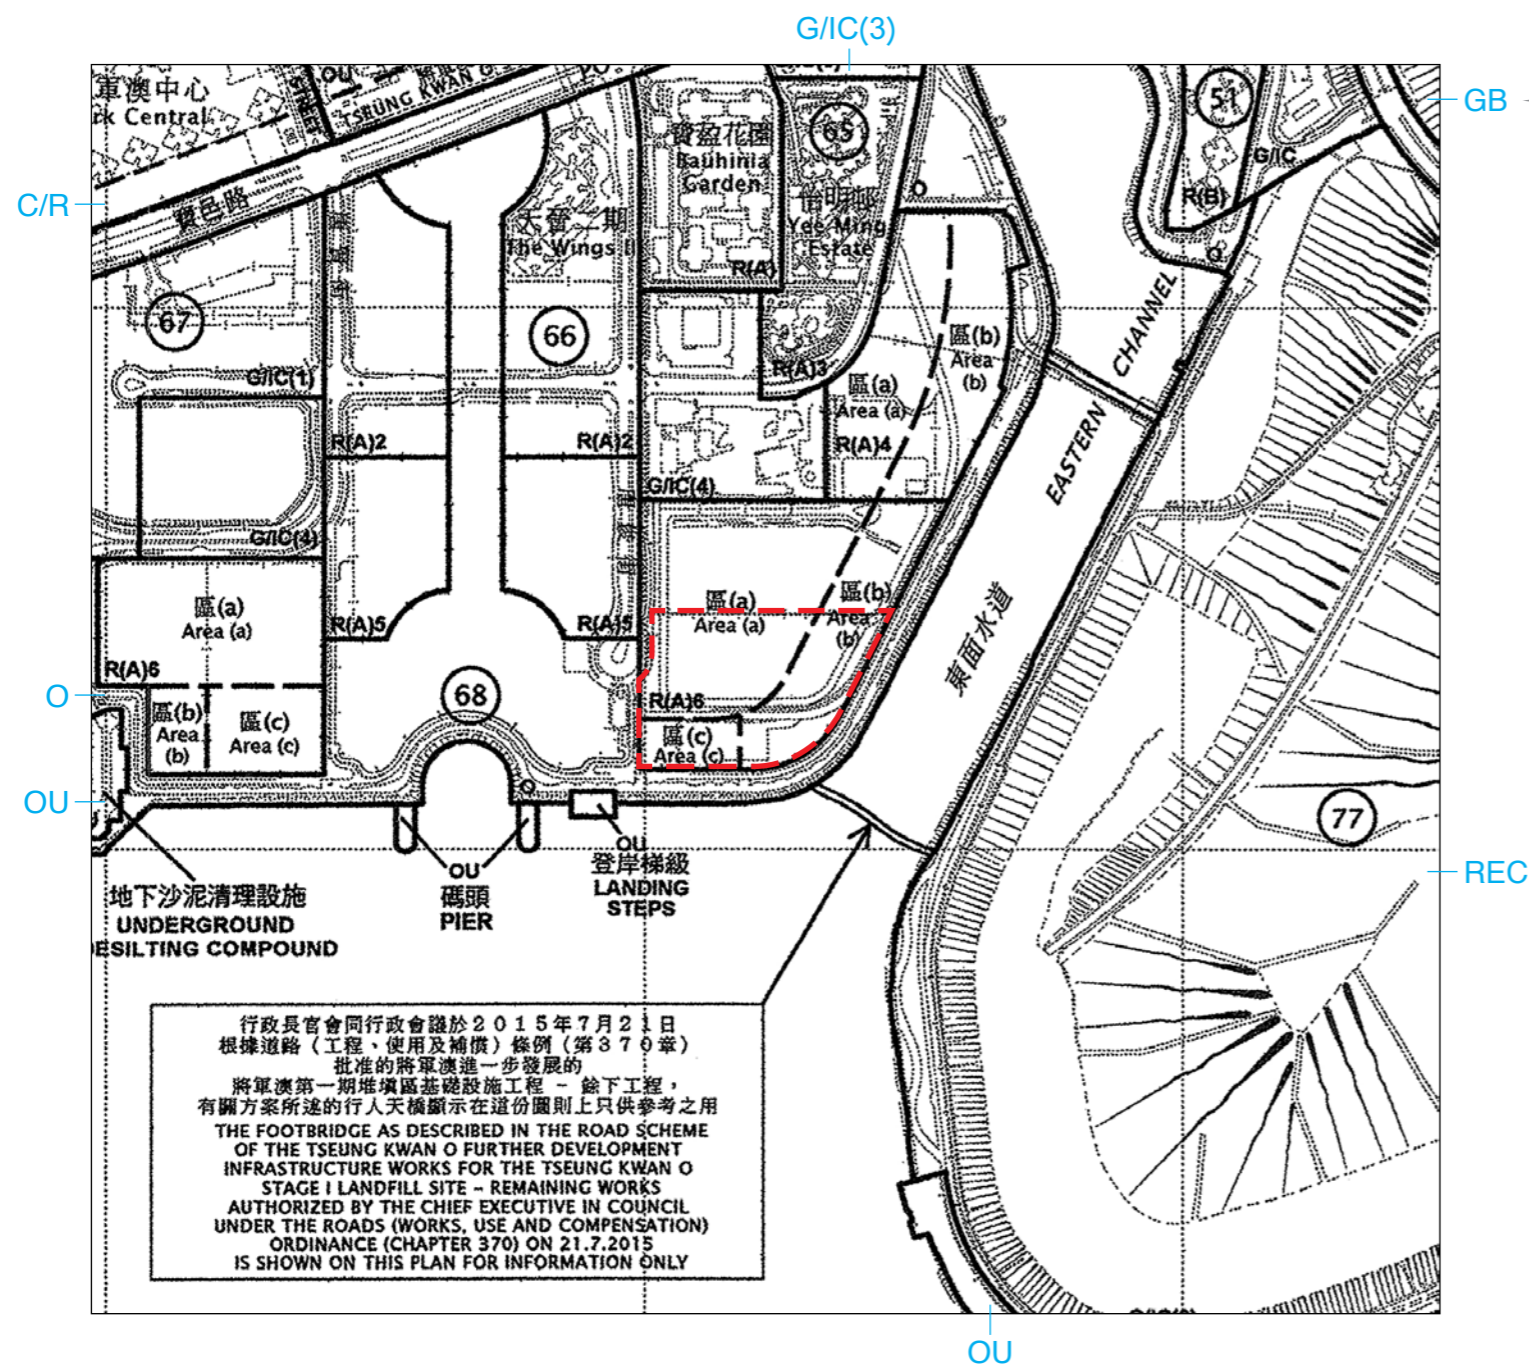 G/IC(3)
GB
C/R
O
OU
REC
OU
軍澳中心
rk Central
STREET
OU
TSEUNG KWAN O
PO
寶邑路
寶盈花園
Bauhinia
Garden
R(A)
65
怡明邨
Yee Ming
Estate
天晉二期
The Wings II
51
G/IC
R(B)
O
O
67
66
G/IC(1)
R(A)3
區(a)
Area (a)
區(b)
Area
(b)
R(A)4
R(A)2
R(A)2
G/IC(4)
G/IC(4)
EASTERN CHANNEL
東面水道
區(a)
Area (a)
R(A)6
區(b)
Area
(b)
區(c)
Area (c)
R(A)5
R(A)5
68
區(a)
Area (a)
區(b)
Area
(b)
R(A)6
區(c)
Area (c)
O
77
地下沙泥清理設施
UNDERGROUND
DESILTING COMPOUND
OU
碼頭
PIER
OU
登岸梯級
LANDING
STEPS
行政長官會同行政會議於2015年7月21日
根據道路（工程、使用及補償）條例（第370章）
批准的將軍澳進一步發展的
將軍澳第一期堆填區基礎設施工程 - 餘下工程，
有關方案所述的行人天橋顯示在這份圖則上只供參考之用
THE FOOTBRIDGE AS DESCRIBED IN THE ROAD SCHEME
OF THE TSEUNG KWAN O FURTHER DEVELOPMENT
INFRASTRUCTURE WORKS FOR THE TSEUNG KWAN O
STAGE I LANDFILL SITE - REMAINING WORKS
AUTHORIZED BY THE CHIEF EXECUTIVE IN COUNCIL
UNDER THE ROADS (WORKS, USE AND COMPENSATION)
ORDINANCE (CHAPTER 370) ON 21.7.2015
IS SHOWN ON THIS PLAN FOR INFORMATION ONLY